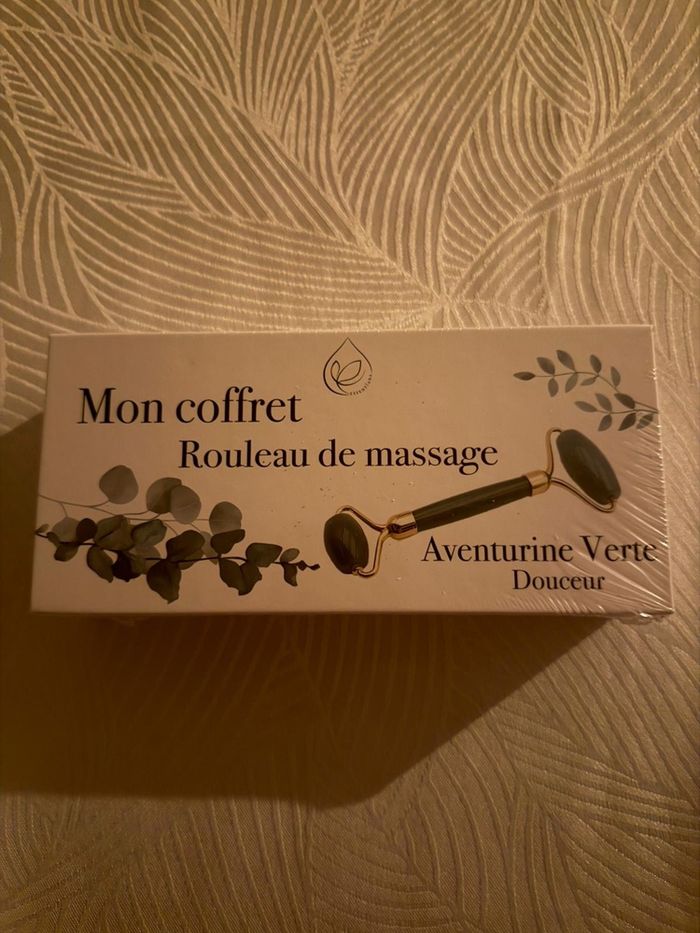 Mon coffret
Rouleau de massage
Aventurine Verte
Douceur